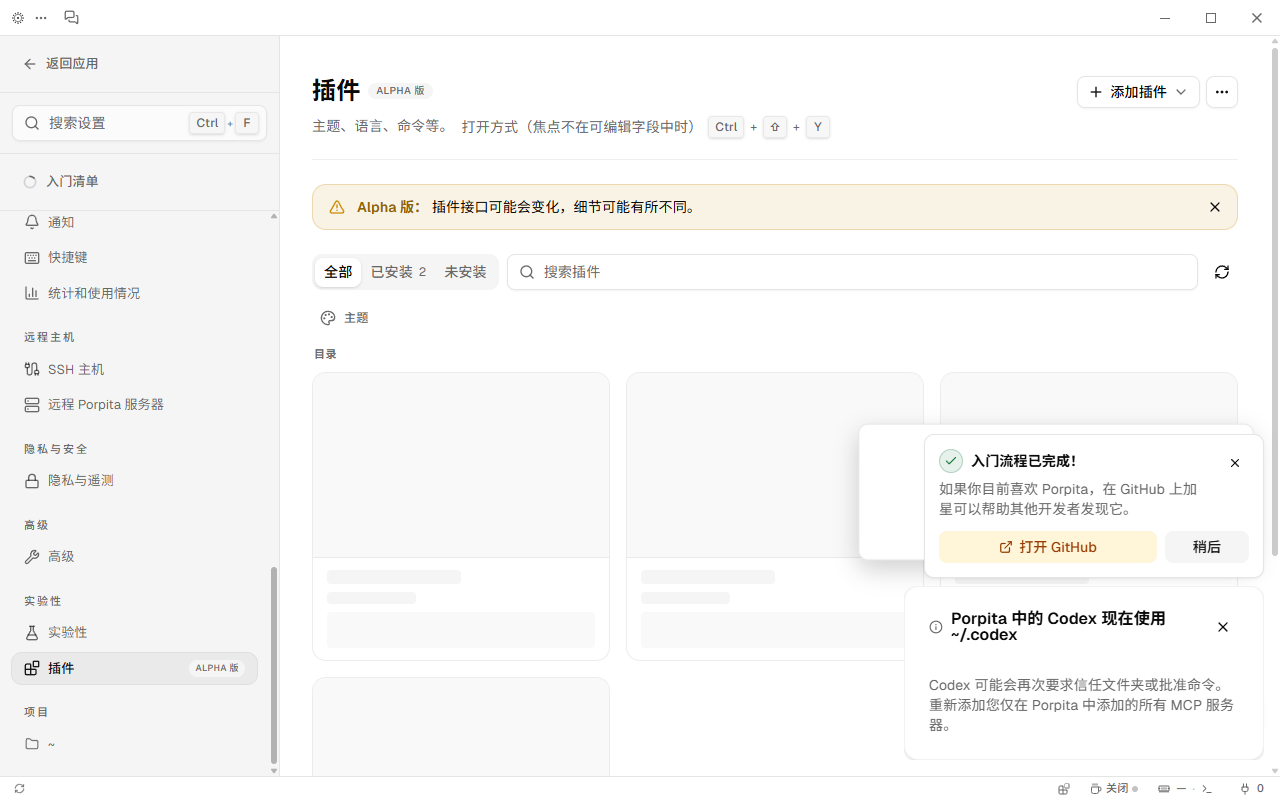 返回应用
搜索设置 Ctrl + F
入门清单
通知
快捷键
统计和使用情况
远程主机
SSH 主机
远程 Porpita 服务器
隐私与安全
隐私与遥测
高级
高级
实验性
实验性
插件 ALPHA 版
项目
~
插件 ALPHA 版
添加插件
主题、语言、命令等。 打开方式（焦点不在可编辑字段中时） Ctrl + ⇧ + Y
Alpha 版： 插件接口可能会变化，细节可能有所不同。
全部 已安装 2 未安装 搜索插件
主题
目录
入门流程已完成！
如果你目前喜欢 Porpita，在 GitHub 上加
星可以帮助其他开发者发现它。
打开 GitHub 稍后
Porpita 中的 Codex 现在使用
~/.codex
Codex 可能会再次要求信任文件夹或批准命令。
重新添加您仅在 Porpita 中添加的所有 MCP 服务
器。
关闭 — · 0